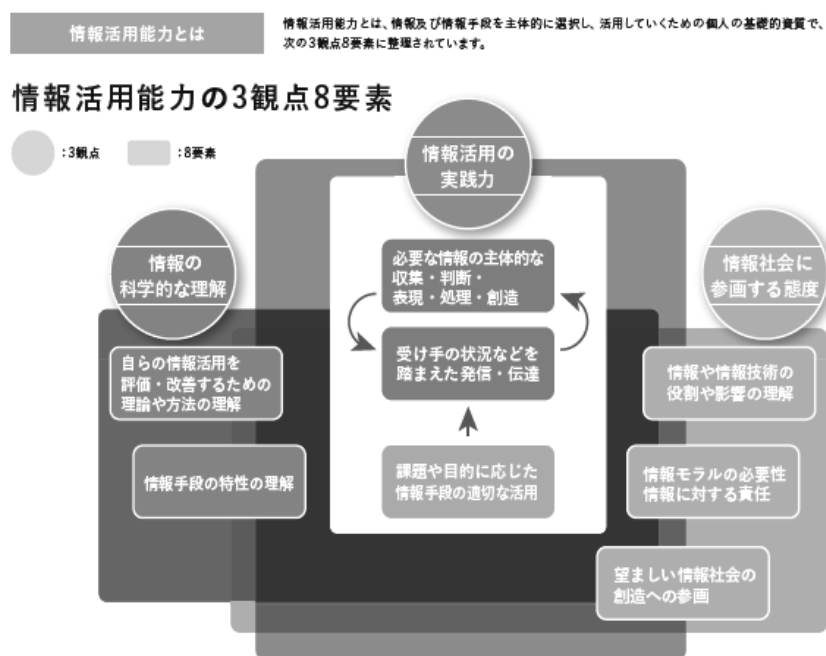 情報活用能力とは
情報活用能力とは、情報及び情報手段を主体的に選択し、活用していくための個人の基礎的資質で、
次の3観点8要素に整理されています。
情報活用能力の3観点8要素
:3観点
:8要素
情報活用の
実践力
情報の
科学的な理解
情報社会に
参画する態度
必要な情報の主体的な
収集・判断・
表現・処理・創造
受け手の状況などを
踏まえた発信・伝達
課題や目的に応じた
情報手段の適切な活用
自らの情報活用を
評価・改善するための
理論や方法の理解
情報手段の特性の理解
情報や情報技術の
役割や影響の理解
情報モラルの必要性
情報に対する責任
望ましい情報社会の
創造への参画